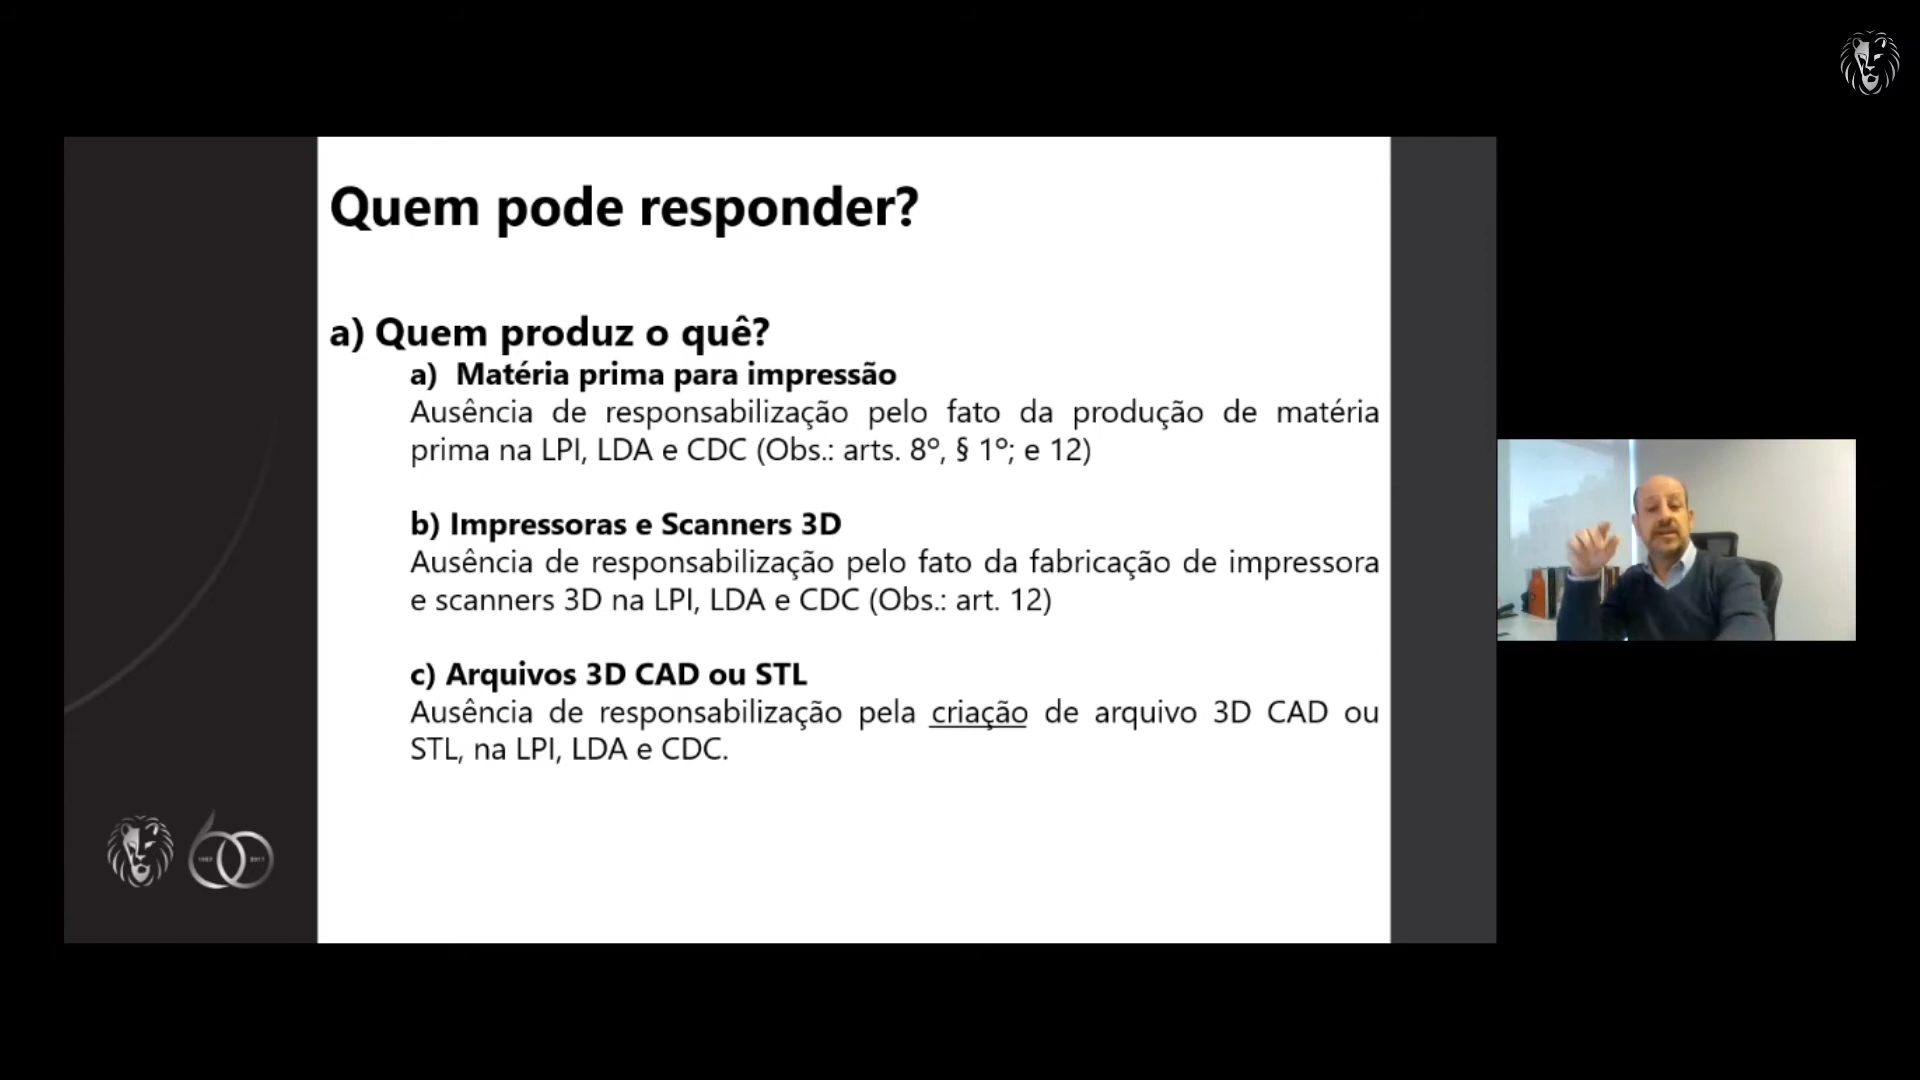 Quem pode responder?
a) Quem produz o quê?
a) Matéria prima para impressão
Ausência de responsabilização pelo fato da produção de matéria
prima na LPI, LDA e CDC (Obs.: arts. 8º, § 1º; e 12)
b) Impressoras e Scanners 3D
Ausência de responsabilização pelo fato da fabricação de impressora
e scanners 3D na LPI, LDA e CDC (Obs.: art. 12)
c) Arquivos 3D CAD ou STL
Ausência de responsabilização pela criação de arquivo 3D CAD ou
STL, na LPI, LDA e CDC.
60